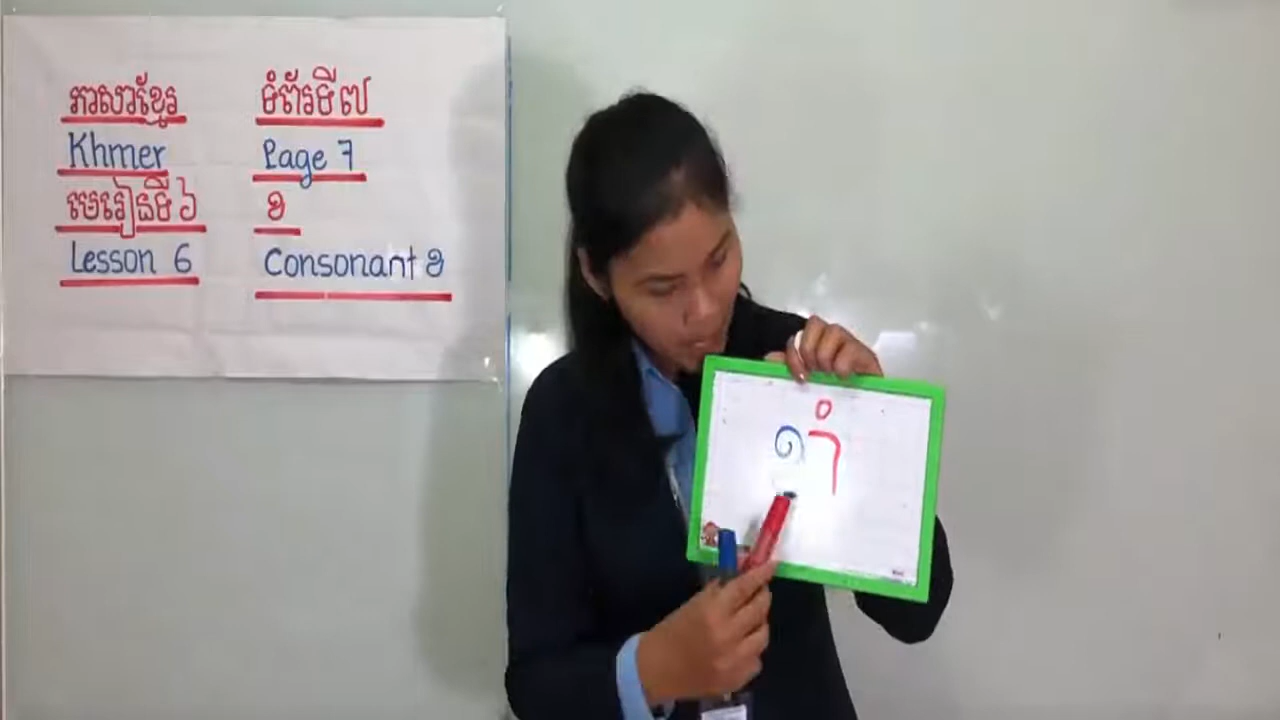 ភាសាខ្មែរ
Khmer
មេរៀនទី ៦
Lesson 6
ទំព័រទី ៧
Page 7
ខ
Consonant ខ